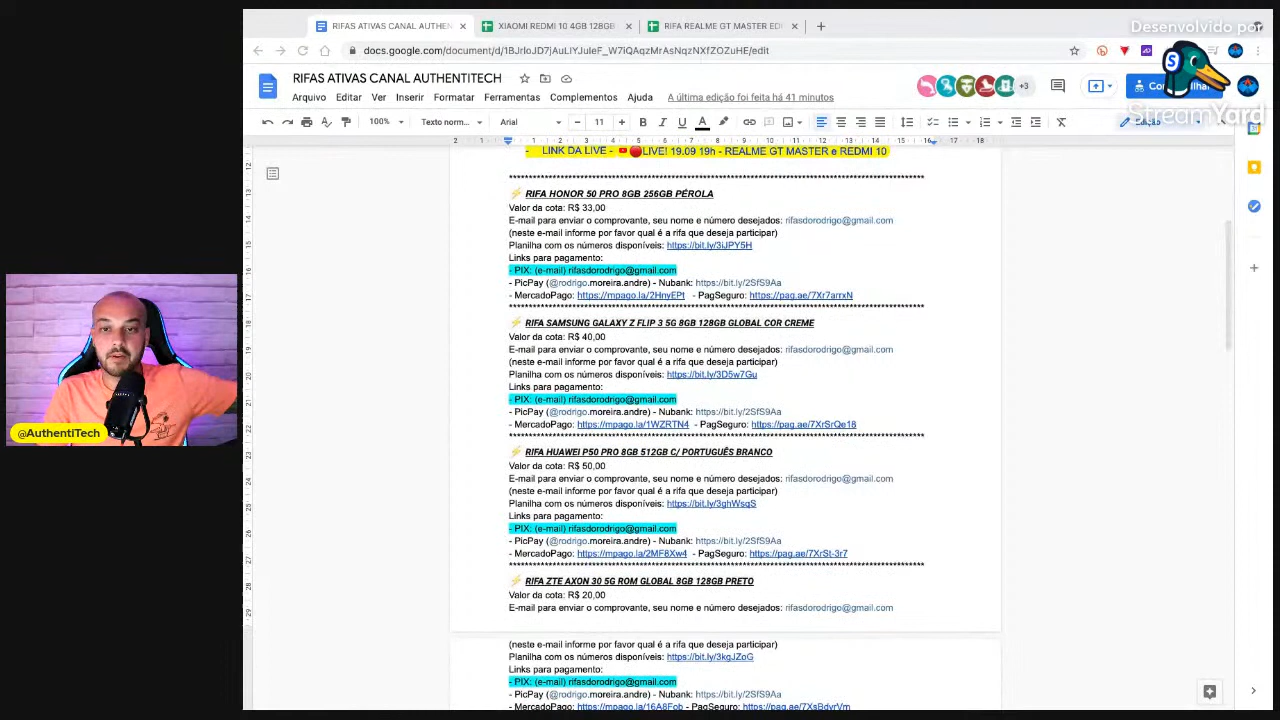 RIFAS ATIVAS CANAL AUTHEN
XIAOMI REDMI 10 4GB 128GB
RIFA REALME GT MASTER ED
Desenvolvido por
StreamYard
docs.google.com/document/d/1BJrIoJD7jAuLIYJuleF_W7iQAqzMrAsNqzNXfZOZuHE/edit
RIFAS ATIVAS CANAL AUTHENTITECH
+3
Arquivo Editar Ver Inserir Formatar Ferramentas Complementos Ajuda A última edição foi feita há 41 minutos
100% Texto norm... Arial 11 Edição
- LINK DA LIVE - LIVE! 19.09 19h - REALME GT MASTER e REDMI 10
⚡ RIFA HONOR 50 PRO 8GB 256GB PÉROLA
Valor da cota: R$ 33,00
E-mail para enviar o comprovante, seu nome e número desejados: rifasdorodrigo@gmail.com
(neste e-mail informe por favor qual é a rifa que deseja participar)
Planilha com os números disponíveis: https://bit.ly/3iJPY5H
Links para pagamento:
- PIX: (e-mail) rifasdorodrigo@gmail.com
- PicPay (@rodrigo.moreira.andre) - Nubank: https://bit.ly/2SfS9Aa
- MercadoPago: https://mpago.la/2HnyEPt - PagSeguro: https://pag.ae/7Xr7arrxN
⚡ RIFA SAMSUNG GALAXY Z FLIP 3 5G 8GB 128GB GLOBAL COR CREME
Valor da cota: R$ 40,00
E-mail para enviar o comprovante, seu nome e número desejados: rifasdorodrigo@gmail.com
(neste e-mail informe por favor qual é a rifa que deseja participar)
Planilha com os números disponíveis: https://bit.ly/3D5w7Gu
Links para pagamento:
- PIX: (e-mail) rifasdorodrigo@gmail.com
- PicPay (@rodrigo.moreira.andre) - Nubank: https://bit.ly/2SfS9Aa
- MercadoPago: https://mpago.la/1WZRTN4 - PagSeguro: https://pag.ae/7XrSrQe18
⚡ RIFA HUAWEI P50 PRO 8GB 512GB C/ PORTUGUÊS BRANCO
Valor da cota: R$ 50,00
E-mail para enviar o comprovante, seu nome e número desejados: rifasdorodrigo@gmail.com
(neste e-mail informe por favor qual é a rifa que deseja participar)
Planilha com os números disponíveis: https://bit.ly/3ghWsqS
Links para pagamento:
- PIX: (e-mail) rifasdorodrigo@gmail.com
- PicPay (@rodrigo.moreira.andre) - Nubank: https://bit.ly/2SfS9Aa
- MercadoPago: https://mpago.la/2MF8Xw4 - PagSeguro: https://pag.ae/7XrSt-3r7
⚡ RIFA ZTE AXON 30 5G ROM GLOBAL 8GB 128GB PRETO
Valor da cota: R$ 20,00
E-mail para enviar o comprovante, seu nome e número desejados: rifasdorodrigo@gmail.com
(neste e-mail informe por favor qual é a rifa que deseja participar)
Planilha com os números disponíveis: https://bit.ly/3kgJZoG
Links para pagamento:
- PIX: (e-mail) rifasdorodrigo@gmail.com
- PicPay (@rodrigo.moreira.andre) - Nubank: https://bit.ly/2SfS9Aa
- MercadoPago: https://mpago.la/16A8Fob - PagSeguro: https://pag.ae/7XsBdyrVm
@AuthentiTech